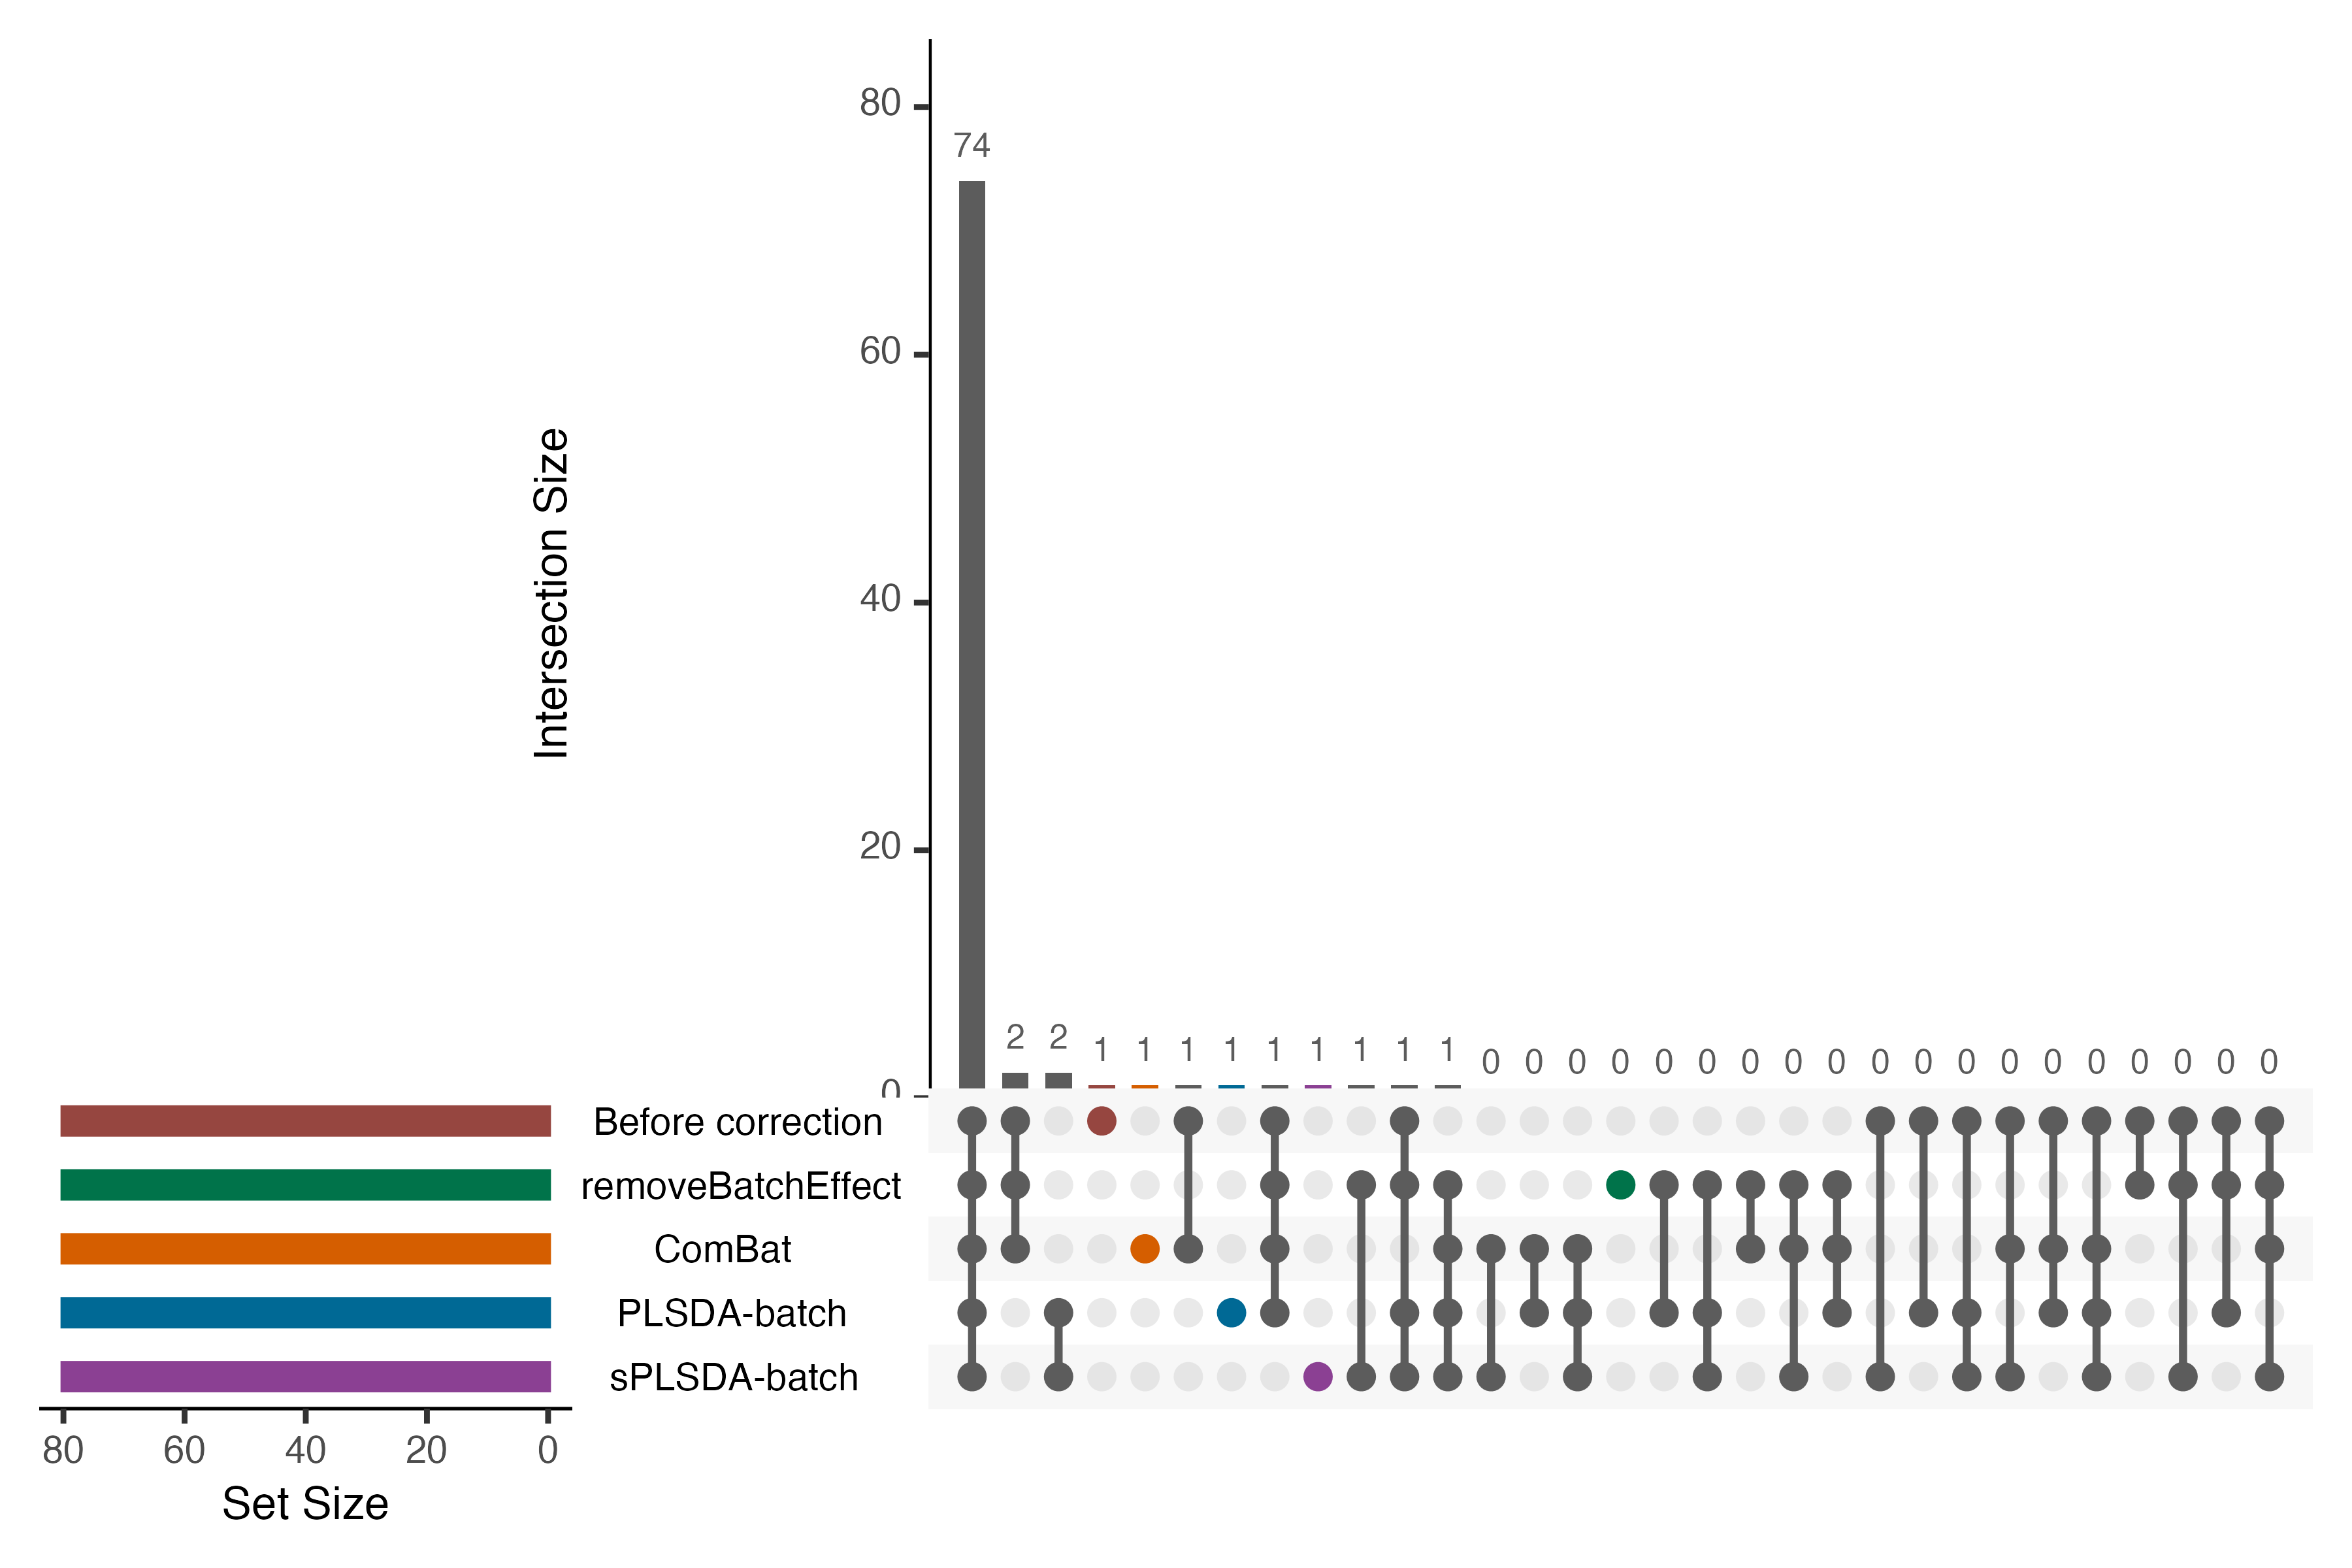 80
74
60
Intersection Size
40
20
2 2 1 1 1 1 1 1 1 1 1 0 0 0 0 0 0 0 0 0 0 0 0 0 0 0 0 0 0 0
0
Before correction
removeBatchEffect
ComBat
PLSDA-batch
sPLSDA-batch
80 60 40 20 0
Set Size